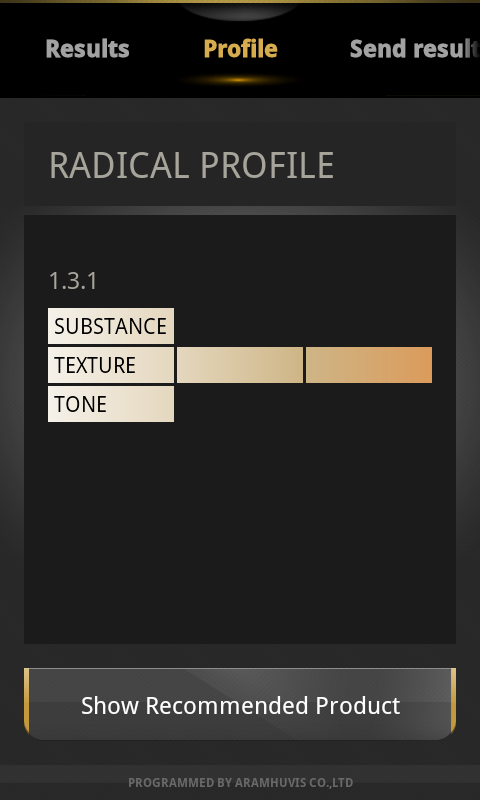 Results Profile Send result
RADICAL PROFILE
1.3.1
SUBSTANCE
TEXTURE
TONE
Show Recommended Product
PROGRAMMED BY ARAMHUVIS CO.,LTD